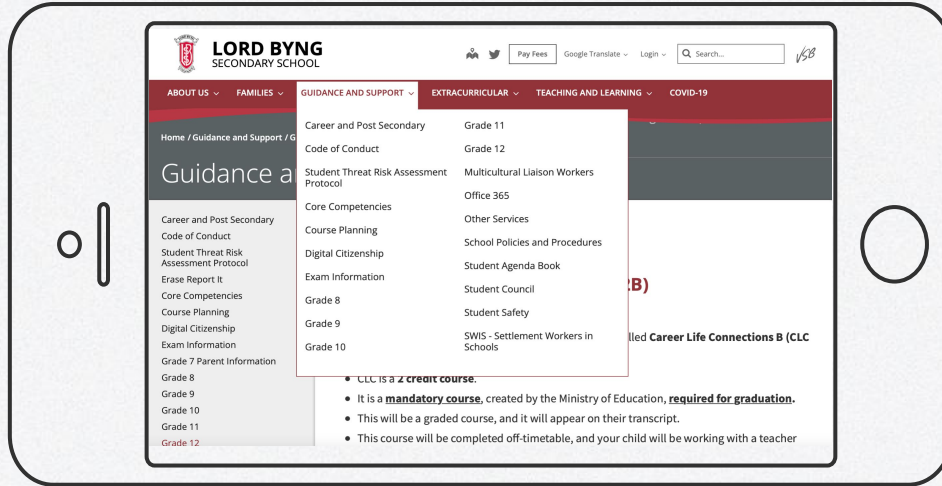 LORD BYNG
SECONDARY SCHOOL
Pay Fees
Google Translate
Login
Search...
VSB
ABOUT US
FAMILIES
GUIDANCE AND SUPPORT
EXTRACURRICULAR
TEACHING AND LEARNING
COVID-19
Home / Guidance and Support / G
Guidance a
Career and Post Secondary
Code of Conduct
Student Threat Risk Assessment
Protocol
Core Competencies
Course Planning
Digital Citizenship
Exam Information
Grade 8
Grade 9
Grade 10
Grade 11
Grade 12
Multicultural Liaison Workers
Office 365
Other Services
School Policies and Procedures
Student Agenda Book
Student Council
Student Safety
SWIS - Settlement Workers in
Schools
Career and Post Secondary
Code of Conduct
Student Threat Risk
Assessment Protocol
Erase Report It
Core Competencies
Course Planning
Digital Citizenship
Exam Information
Grade 7 Parent Information
Grade 8
Grade 9
Grade 10
Grade 11
Grade 12
2B)
lled Career Life Connections B (CLC
• CLC is a 2 credit course.
• It is a mandatory course, created by the Ministry of Education, required for graduation.
• This will be a graded course, and it will appear on their transcript.
• This course will be completed off-timetable, and your child will be working with a teacher